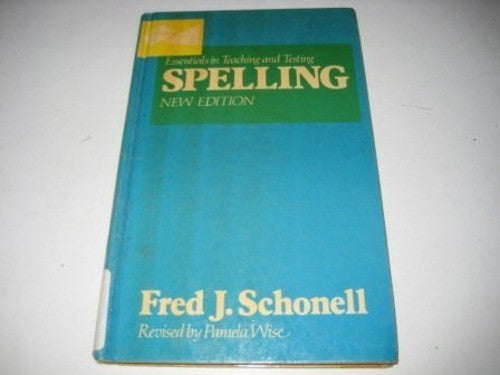 Essentials in Teaching and Testing
SPELLING
NEW EDITION
Fred J. Schonell
Revised by Pamela Wise